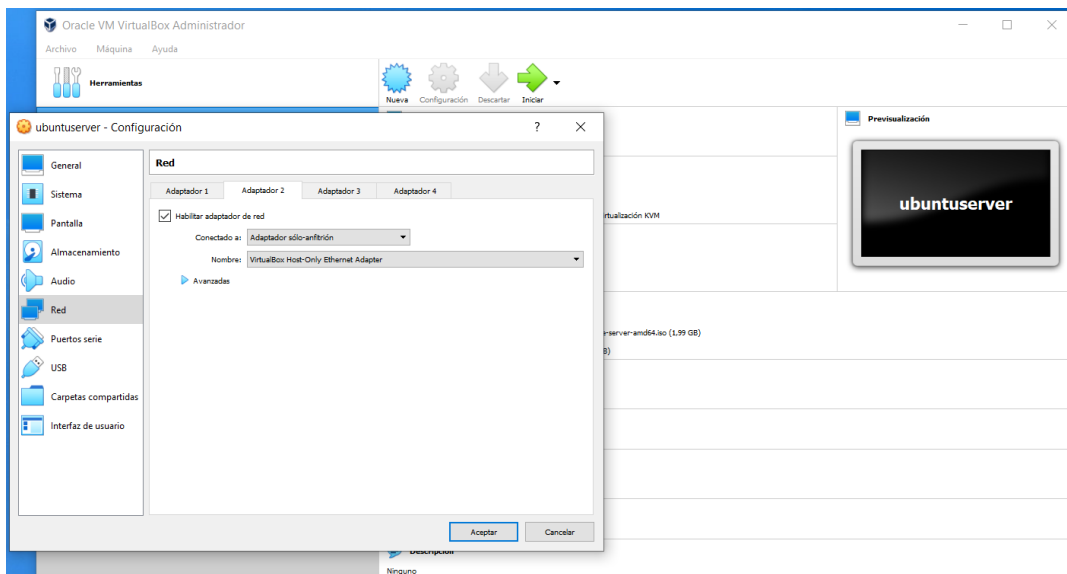 Oracle VM VirtualBox Administrador
Archivo Máquina Ayuda
Herramientas
Nueva Configuración Descartar Iniciar
ubuntuserver - Configuración ? ×
Previsualización
ubuntuserver
General
Sistema
Pantalla
Almacenamiento
Audio
Red
Puertos serie
USB
Carpetas compartidas
Interfaz de usuario
Red
Adaptador 1 Adaptador 2 Adaptador 3 Adaptador 4
Habilitar adaptador de red
Conectado a: Adaptador sólo-anfitrión
Nombre: VirtualBox Host-Only Ethernet Adapter
Avanzadas
Aceptar Cancelar
KVM
-server-amd64.iso (1,99 GB)
Descripción
Ninguno